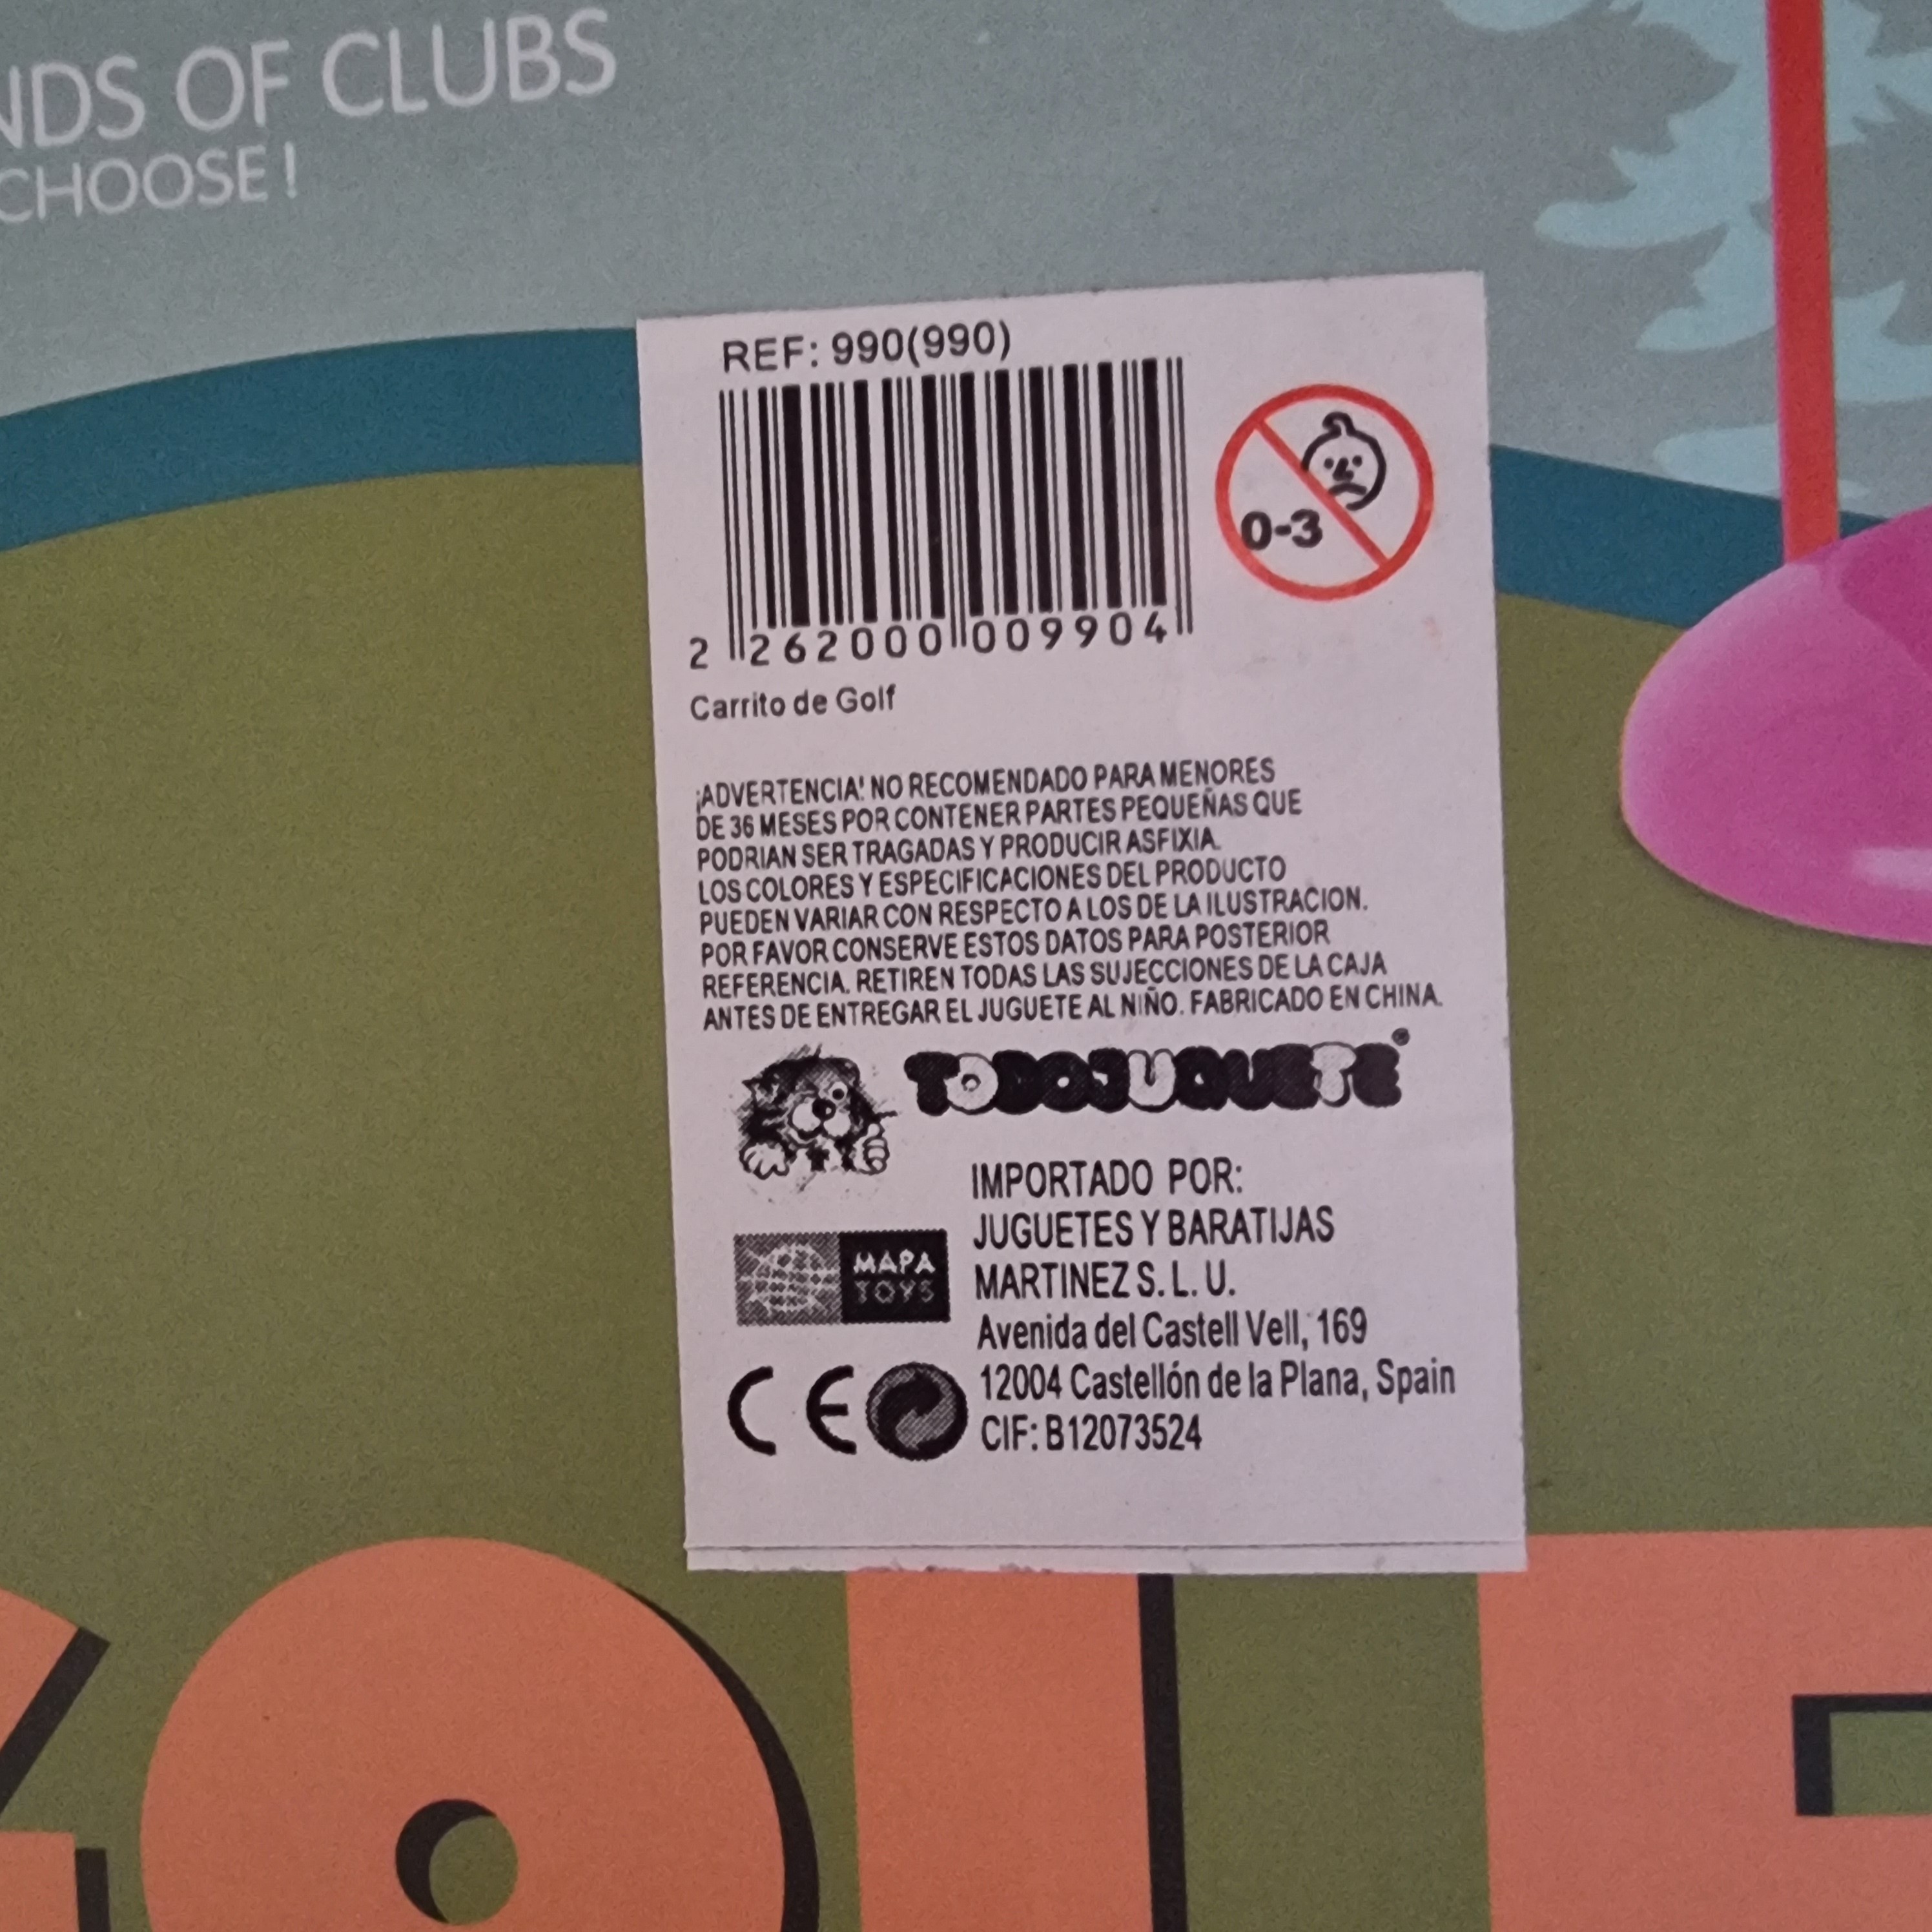 NDS OF CLUBS
CHOOSE!
REF: 990(990)
0-3
2 262000 009904
Carrito de Golf
¡ADVERTENCIA! NO RECOMENDADO PARA MENORES
DE 36 MESES POR CONTENER PARTES PEQUEÑAS QUE
PODRIAN SER TRAGADAS Y PRODUCIR ASFIXIA.
LOS COLORES Y ESPECIFICACIONES DEL PRODUCTO
PUEDEN VARIAR CON RESPECTO A LOS DE LA ILUSTRACION.
POR FAVOR CONSERVE ESTOS DATOS PARA POSTERIOR
REFERENCIA. RETIREN TODAS LAS SUJECCIONES DE LA CAJA
ANTES DE ENTREGAR EL JUGUETE AL NIÑO. FABRICADO EN CHINA.
TODOJUGUETE®
IMPORTADO POR:
JUGUETES Y BARATIJAS
MARTINEZ S. L. U.
MAPA
TOYS
Avenida del Castell Vell, 169
12004 Castellón de la Plana, Spain
CE
CIF: B12073524
GOLF